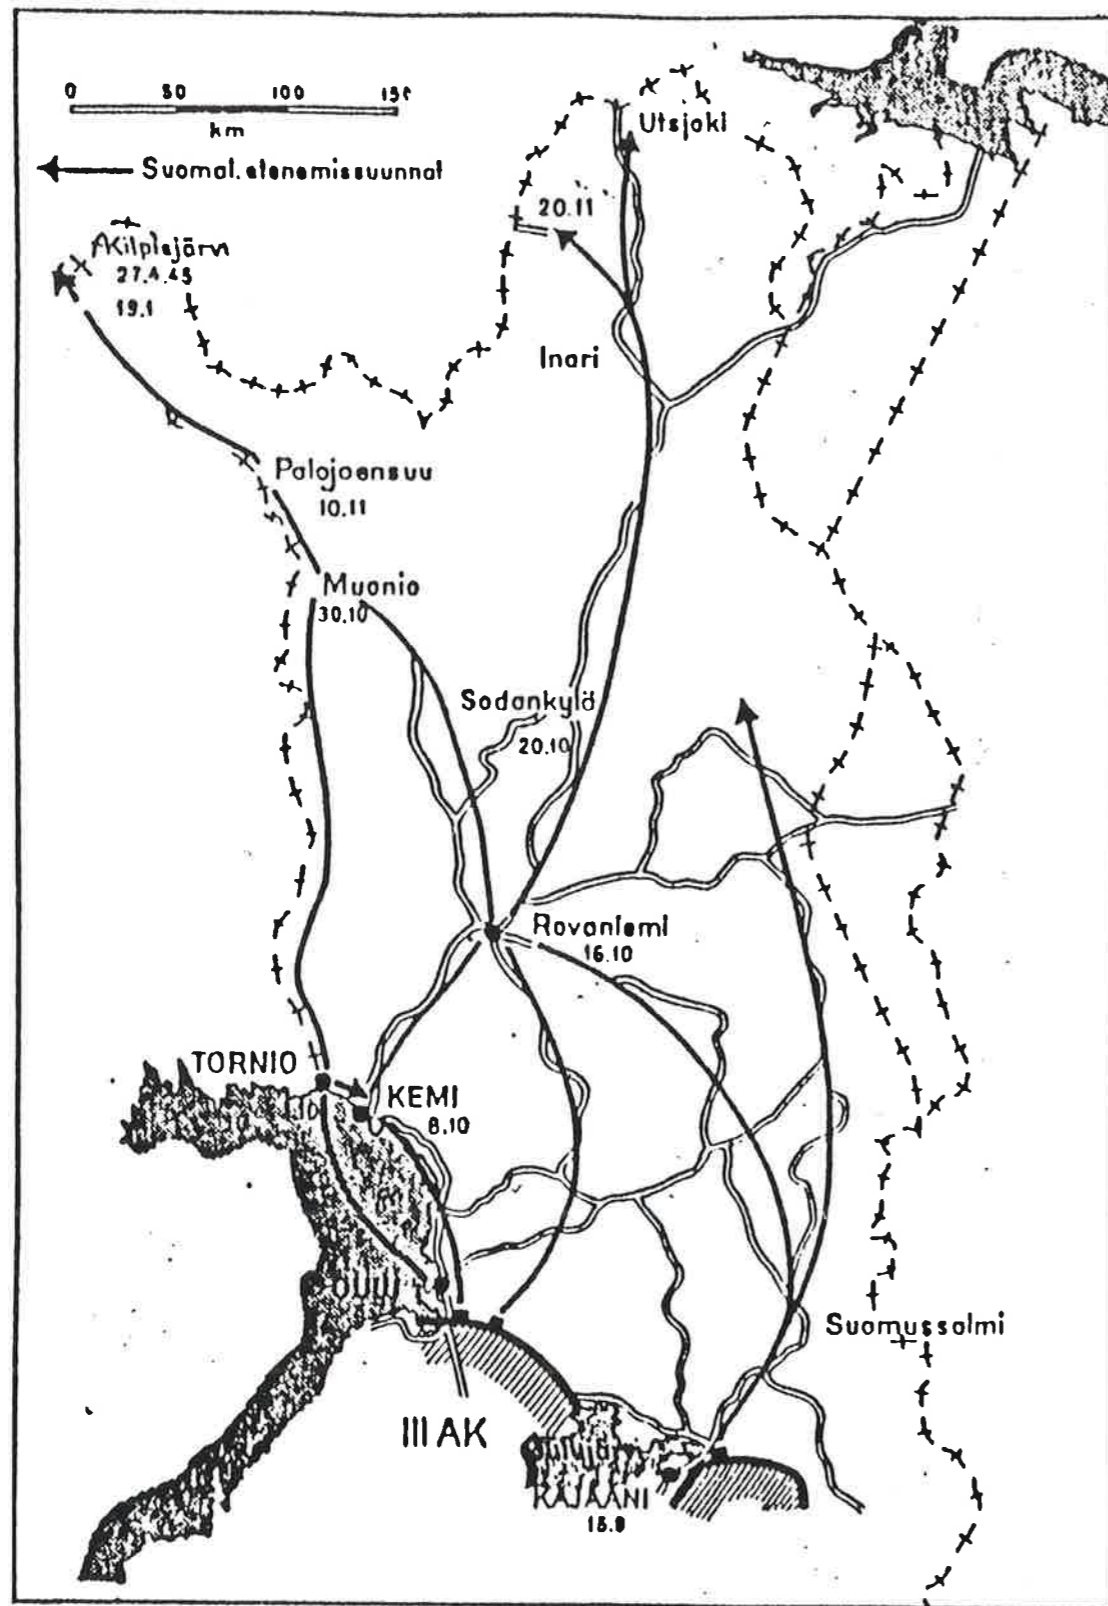 0 50 100 150
km
Suomal. etenemissuunnat
Utsjoki
20.11
Kilpisjärvi
27.4.45
19.1
Inari
Palojoensuu
10.11
Muonio
30.10
Sodankylä
20.10
Rovaniemi
16.10
TORNIO
KEMI
8.10
OULU
Suomussalmi
III AK
Oulujärvi
KAJAANI
15.9